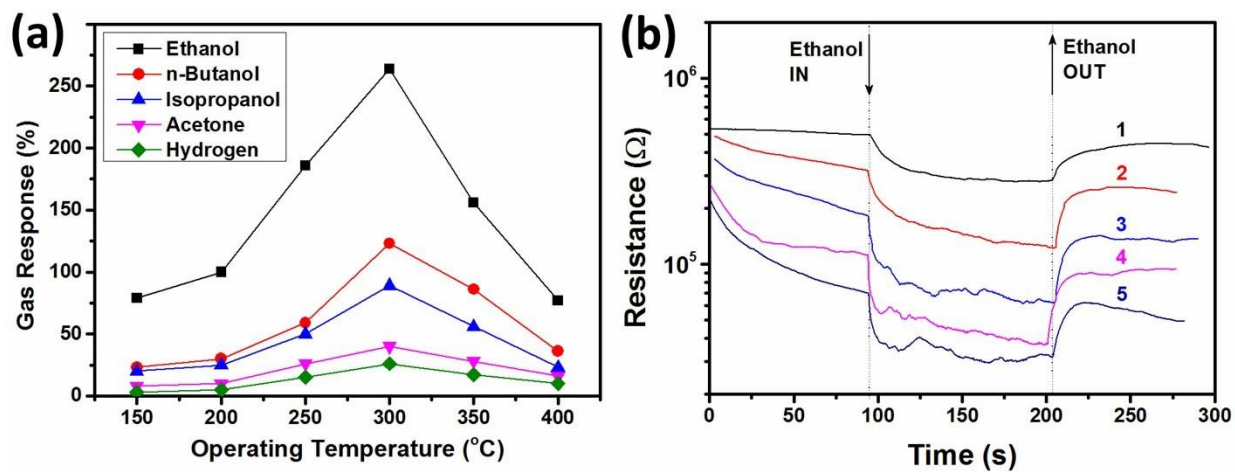 (a)
Ethanol
n-Butanol
Isopropanol
Acetone
Hydrogen
Gas Response (%)
250
200
150
100
50
0
150 200 250 300 350 400
Operating Temperature (°C)
(b)
Ethanol
IN
Ethanol
OUT
Resistance (Ω)
10⁶
10⁵
1
2
3
4
5
0 50 100 150 200 250 300
Time (s)